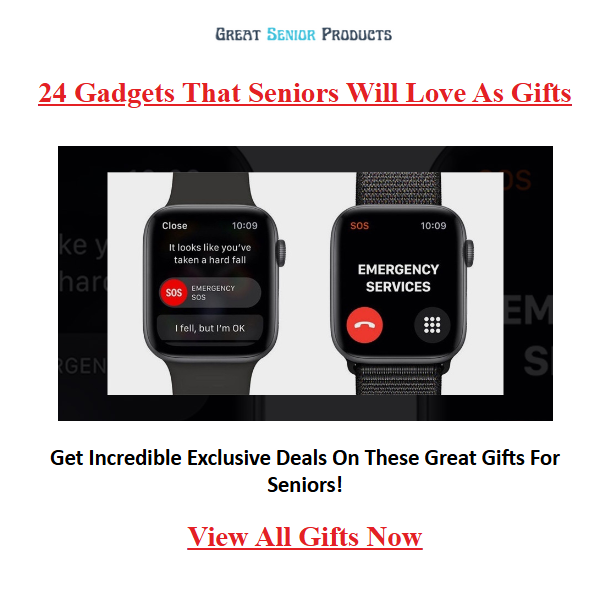 Great Senior Products
24 Gadgets That Seniors Will Love As Gifts
Close 10:09
It looks like you've
taken a hard fall
SOS EMERGENCY
SOS
I fell, but I'm OK
SOS 10:09
EMERGENCY
SERVICES
Get Incredible Exclusive Deals On These Great Gifts For
Seniors!
View All Gifts Now